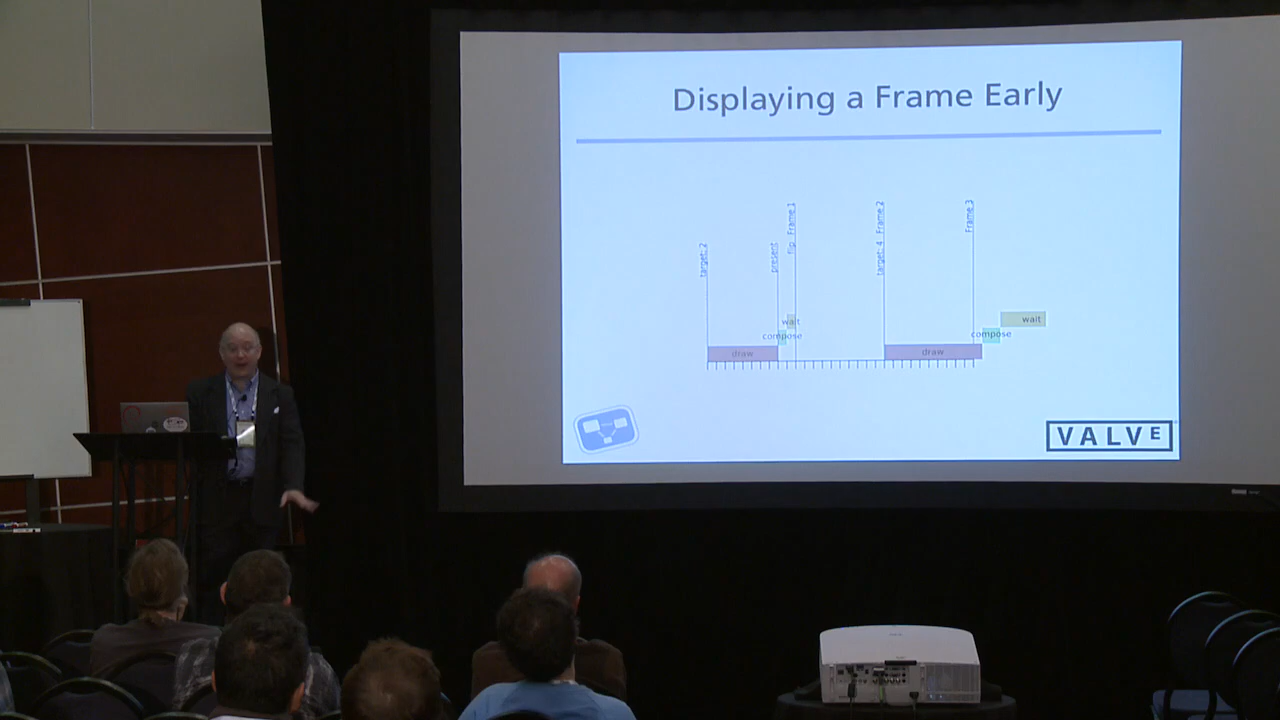 Displaying a Frame Early
target: 2
present
flip Frame 1
target: 4 Frame 2
Frame 3
wait
compose
draw
wait
compose
draw
VALVE